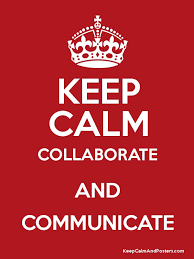 KEEP
CALM
COLLABORATE
AND
COMMUNICATE
KeepCalmAndPosters.com